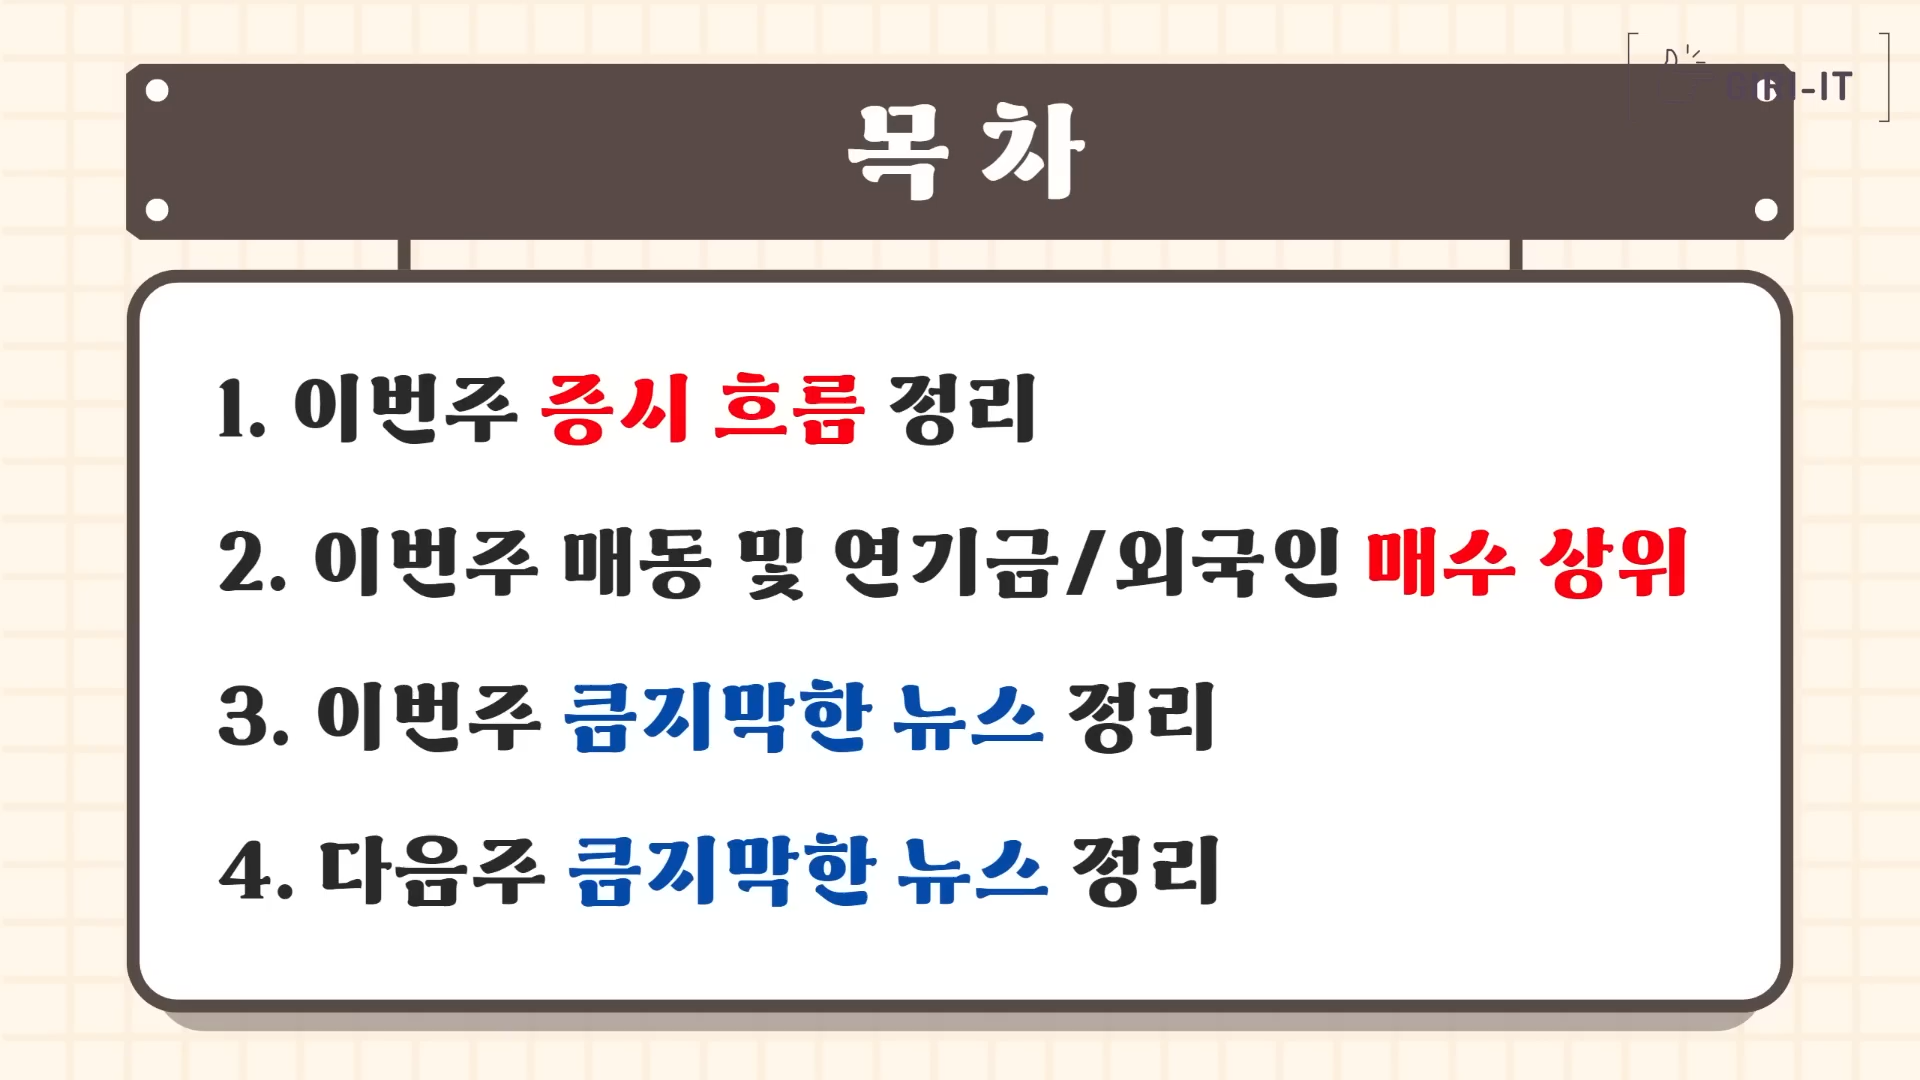 GIRI-IT
목차
1. 이번주 증시 흐름 정리
2. 이번주 매동 및 연기금/외국인 매수 상위
3. 이번주 큼지막한 뉴스 정리
4. 다음주 큼지막한 뉴스 정리